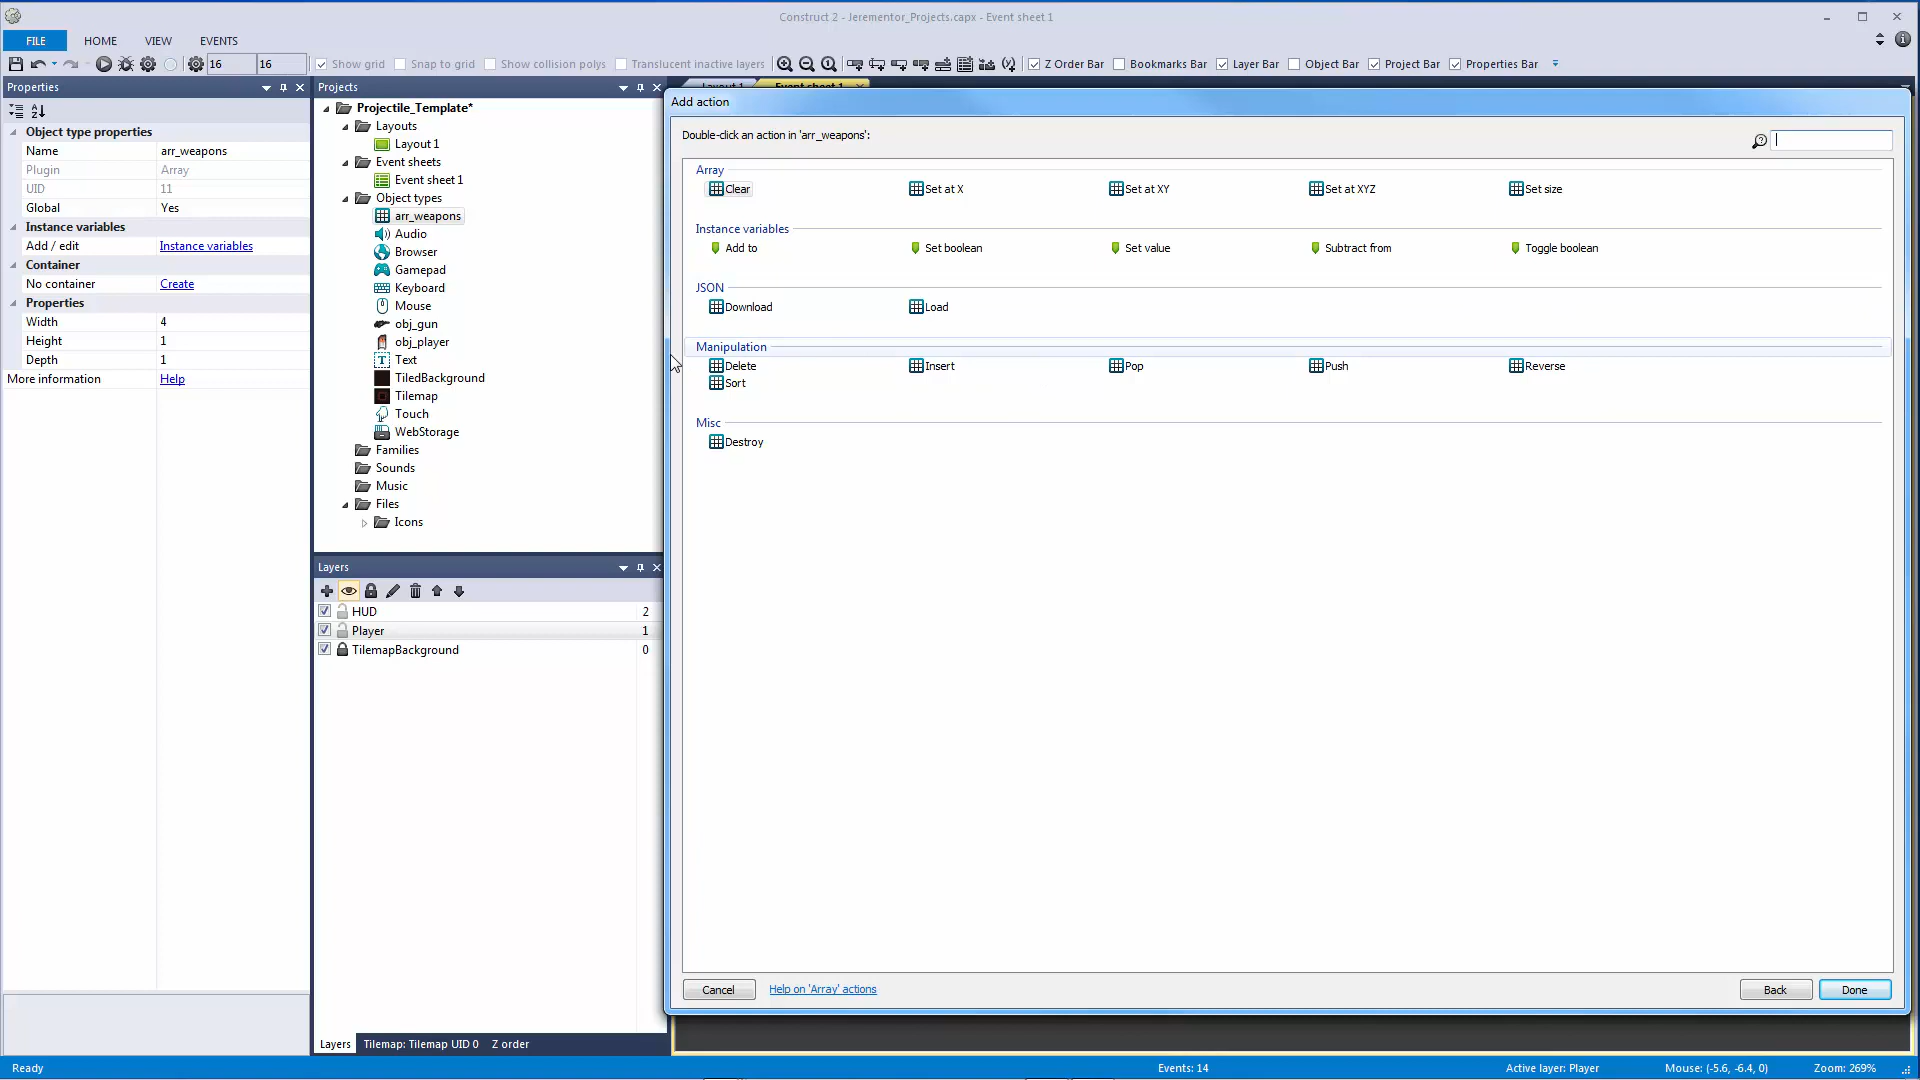 Construct 2 - Jerementor_Projects.capx - Event sheet 1
FILE HOME VIEW EVENTS
16 16 Show grid Snap to grid Show collision polys Translucent inactive layers Z Order Bar Bookmarks Bar Layer Bar Object Bar Project Bar Properties Bar
Properties
Object type properties
Name arr_weapons
Plugin Array
UID 11
Global Yes
Instance variables
Add / edit Instance variables
Container
No container Create
Properties
Width 4
Height 1
Depth 1
More information Help
Projects
Projectile_Template*
Layouts
Layout 1
Event sheets
Event sheet 1
Object types
arr_weapons
Audio
Browser
Gamepad
Keyboard
Mouse
obj_gun
obj_player
Text
TiledBackground
Tilemap
Touch
WebStorage
Families
Sounds
Music
Files
Icons
Layers
HUD 2
Player 1
TilemapBackground 0
Layers Tilemap: Tilemap UID 0 Z order
Layout 1 Event sheet 1
Add action
Double-click an action in 'arr_weapons':
Array
Clear Set at X Set at XY Set at XYZ Set size
Instance variables
Add to Set boolean Set value Subtract from Toggle boolean
JSON
Download Load
Manipulation
Delete Insert Pop Push Reverse
Sort
Misc
Destroy
Cancel Help on 'Array' actions Back Done
Ready Events: 14 Active layer: Player Mouse: (-5.6, -6.4, 0) Zoom: 269%